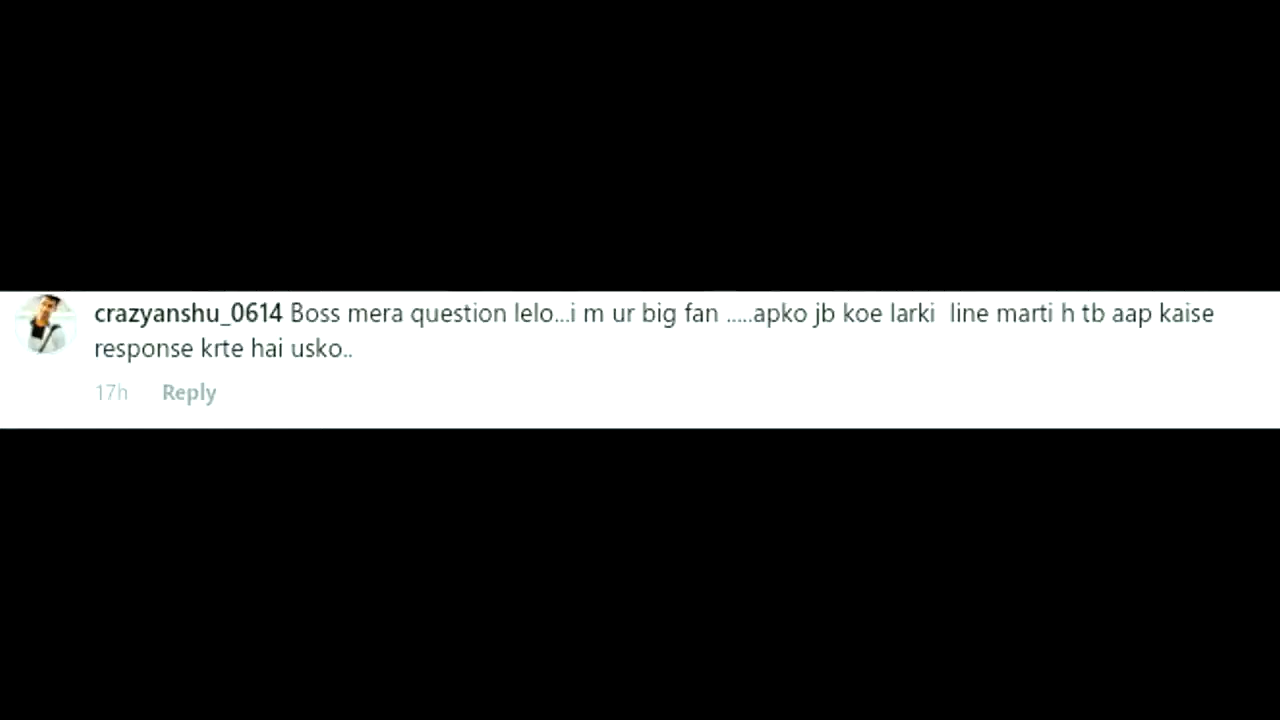 crazyanshu_0614 Boss mera question lelo...i m ur big fan .....apko jb koe larki line marti h tb aap kaise
response krte hai usko..
17h Reply